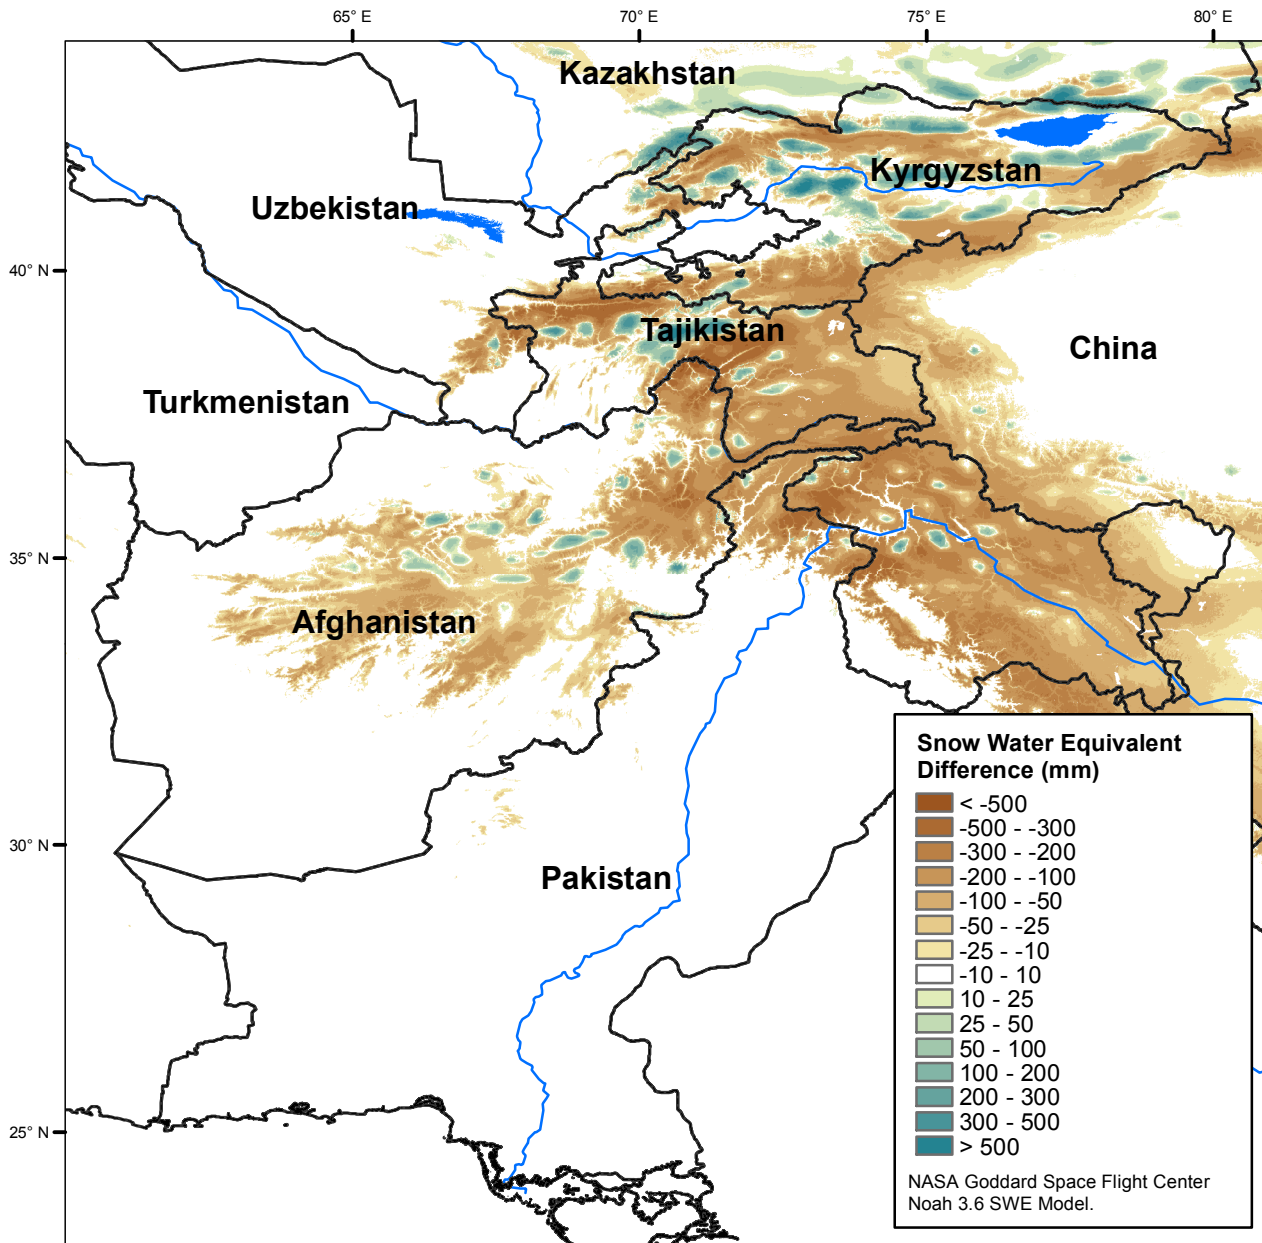 65° E
70° E
75° E
80° E
Kazakhstan
Kyrgyzstan
Uzbekistan
40° N
Tajikistan
China
Turkmenistan
35° N
Afghanistan
Snow Water Equivalent
Difference (mm)
< -500
-500 - -300
-300 - -200
-200 - -100
-100 - -50
-50 - -25
-25 - -10
-10 - 10
10 - 25
25 - 50
50 - 100
100 - 200
200 - 300
300 - 500
> 500
NASA Goddard Space Flight Center
Noah 3.6 SWE Model.
30° N
Pakistan
25° N